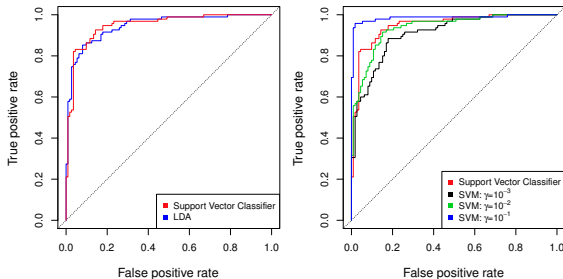 True positive rate
1.0
0.8
0.6
0.4
0.2
0.0
Support Vector Classifier
LDA
0.0 0.2 0.4 0.6 0.8 1.0
False positive rate
True positive rate
1.0
0.8
0.6
0.4
0.2
0.0
Support Vector Classifier
SVM: γ=10⁻³
SVM: γ=10⁻²
SVM: γ=10⁻¹
0.0 0.2 0.4 0.6 0.8 1.0
False positive rate